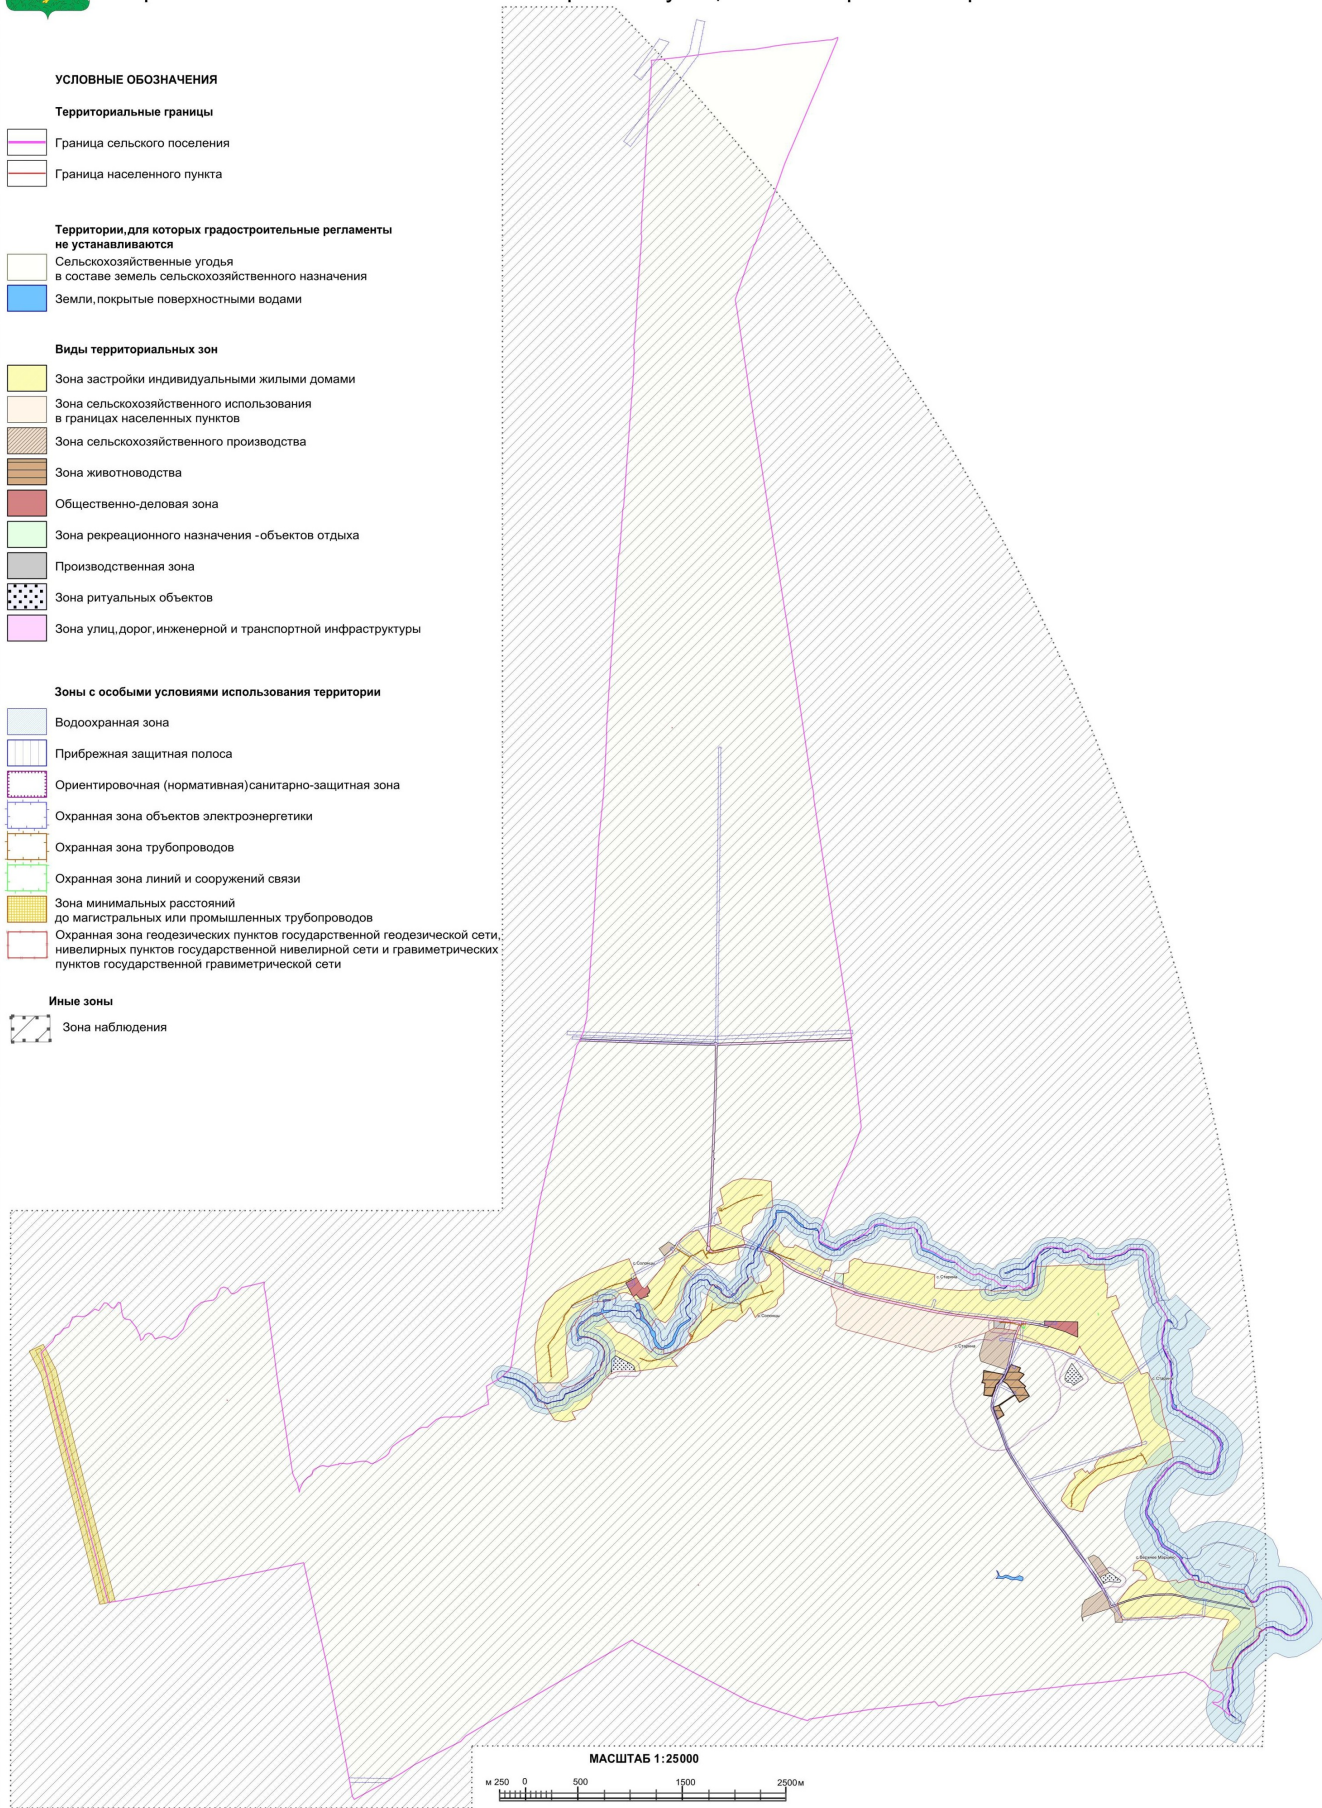 УСЛОВНЫЕ ОБОЗНАЧЕНИЯ
Территориальные границы
Граница сельского поселения
Граница населенного пункта
Территории, для которых градостроительные регламенты
не устанавливаются
Сельскохозяйственные угодья
в составе земель сельскохозяйственного назначения
Земли, покрытые поверхностными водами
Виды территориальных зон
Зона застройки индивидуальными жилыми домами
Зона сельскохозяйственного использования
в границах населенных пунктов
Зона сельскохозяйственного производства
Зона животноводства
Общественно-деловая зона
Зона рекреационного назначения - объектов отдыха
Производственная зона
Зона ритуальных объектов
Зона улиц, дорог, инженерной и транспортной инфраструктуры
Зоны с особыми условиями использования территории
Водоохранная зона
Прибрежная защитная полоса
Ориентировочная (нормативная) санитарно-защитная зона
Охранная зона объектов электроэнергетики
Охранная зона трубопроводов
Охранная зона линий и сооружений связи
Зона минимальных расстояний
до магистральных или промышленных трубопроводов
Охранная зона геодезических пунктов государственной геодезической сети,
нивелирных пунктов государственной нивелирной сети и гравиметрических
пунктов государственной гравиметрической сети
Иные зоны
Зона наблюдения
с.Солонцы
с.Солонцы
с.Старина
с.Старина
с.Старина
МАСШТАБ 1:25000
м 250 0 500 1500 2500м